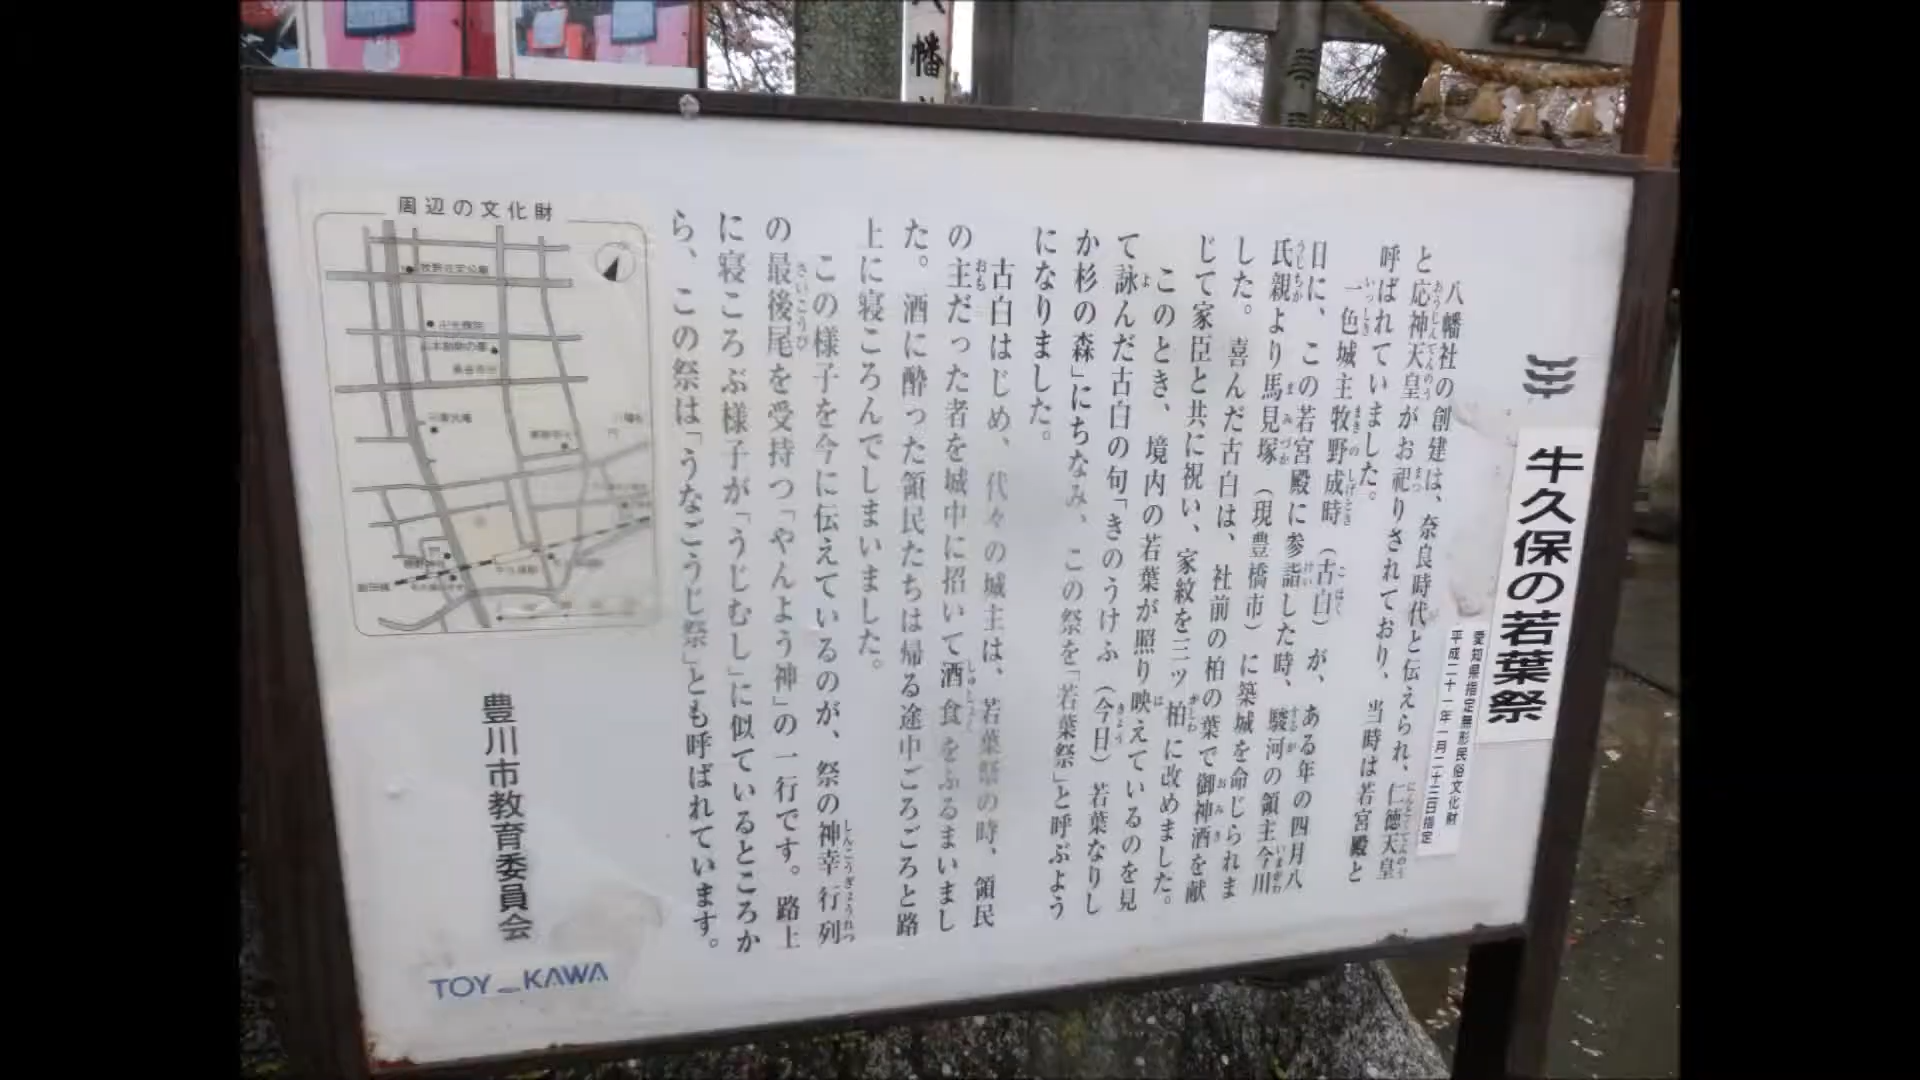 八幡
牛久保の若葉祭
愛知県指定無形民俗文化財
平成二十一年一月二十三日指定
八幡社の創建は、奈良時代と伝えられ、仁徳天皇
と応神天皇がお祀りされており、当時は若宮殿と
呼ばれていました。
一色城主牧野成時（古白）が、ある年の四月八
日に、この若宮殿に参詣した時、駿河の領主今川
氏親より馬見塚（現豊橋市）に築城を命じられま
した。喜んだ古白は、社前の柏の葉で御神酒を献
じて家臣と共に祝い、家紋を三ツ柏に改めました。
このとき、境内の若葉が照り映えているのを見
て詠んだ古白の句「きのうけふ（今日）若葉なりし
か杉の森」にちなみ、この祭を「若葉祭」と呼ぶよう
になりました。
古白はじめ、代々の城主は、若葉祭の時、領民
の主だった者を城中に招いて酒食をふるまいまし
た。酒に酔った領民たちは帰る途中ごろごろと路
上に寝ころんでしまいました。
この様子を今に伝えているのが、祭の神幸行列
の最後尾を受持つ「やんよう神」の一行です。路上
に寝ころぶ様子が「うじむし」に似ているところか
ら、この祭は「うなごうじ祭」とも呼ばれています。
周辺の文化財
豊川市教育委員会
TOYOKAWA